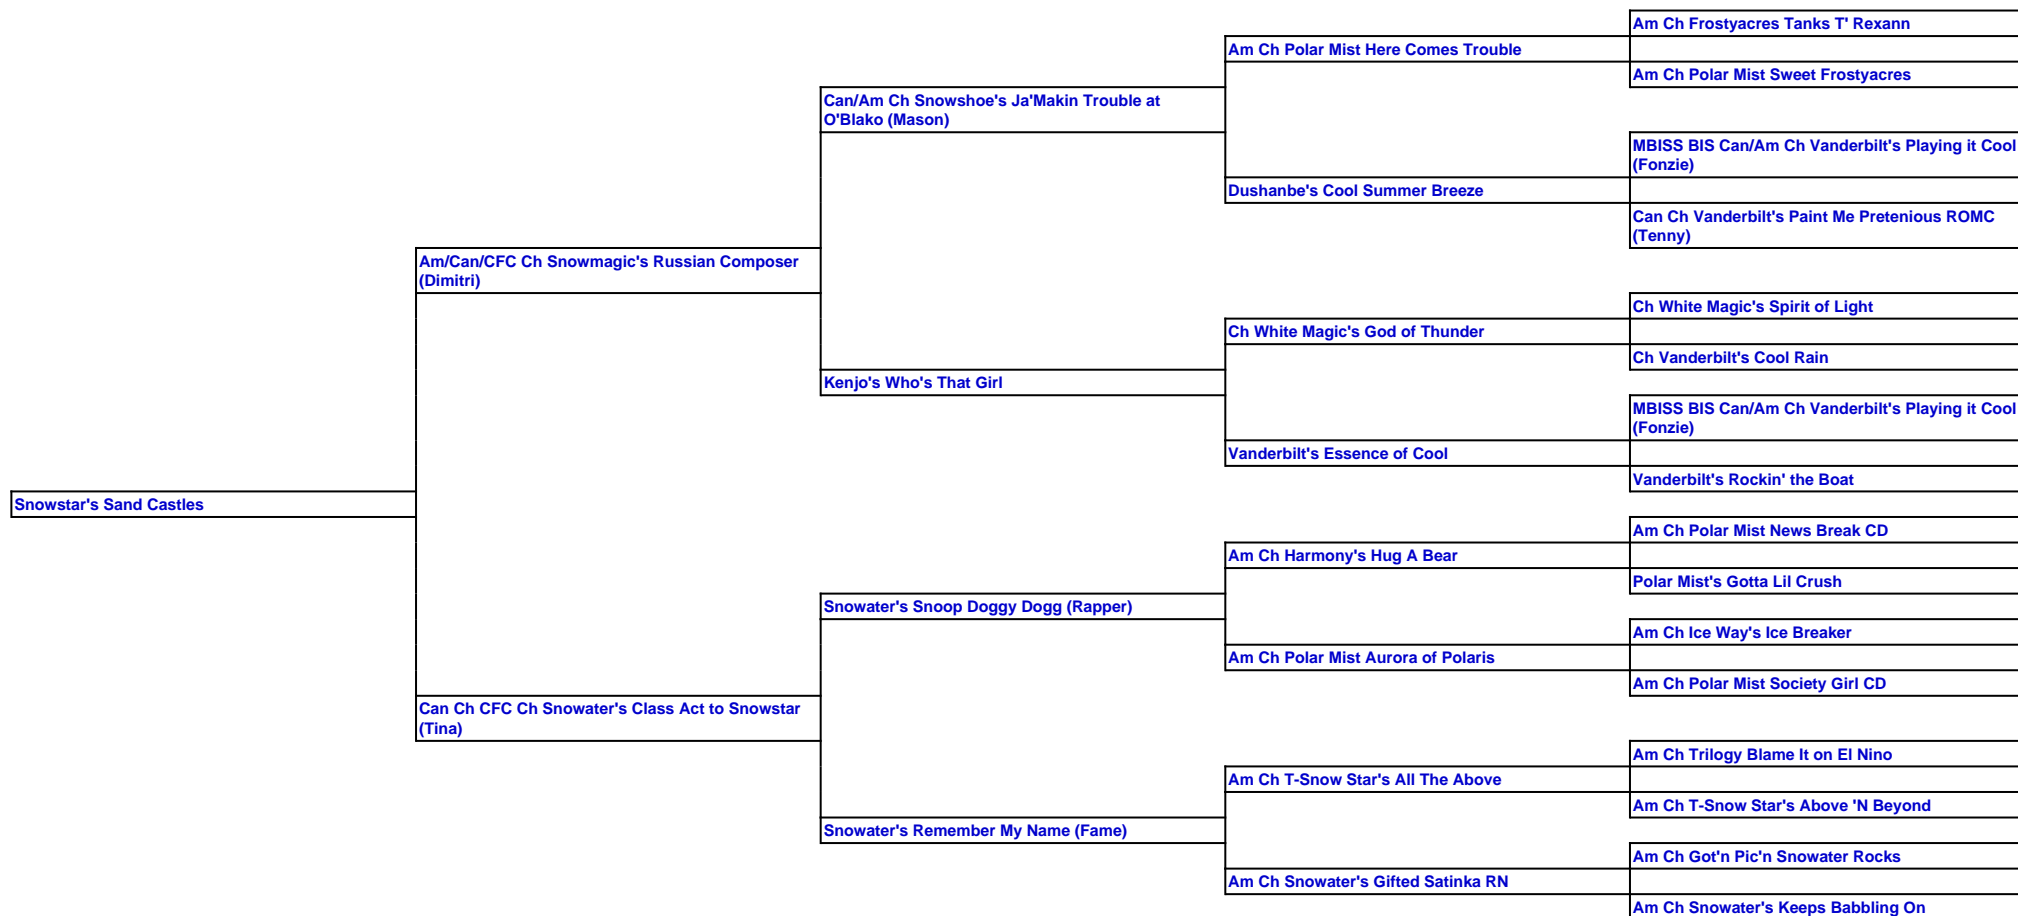 Am Ch Frostyacres Tanks T' Rexann
Am Ch Polar Mist Here Comes Trouble
Am Ch Polar Mist Sweet Frostyacres
Can/Am Ch Snowshoe's Ja'Makin Trouble at
O'Blako (Mason)
MBISS BIS Can/Am Ch Vanderbilt's Playing it Cool
(Fonzie)
Dushanbe's Cool Summer Breeze
Can Ch Vanderbilt's Paint Me Pretenious ROMC
(Tenny)
Am/Can/CFC Ch Snowmagic's Russian Composer
(Dimitri)
Ch White Magic's Spirit of Light
Ch White Magic's God of Thunder
Ch Vanderbilt's Cool Rain
Kenjo's Who's That Girl
MBISS BIS Can/Am Ch Vanderbilt's Playing it Cool
(Fonzie)
Vanderbilt's Essence of Cool
Vanderbilt's Rockin' the Boat
Snowstar's Sand Castles
Am Ch Polar Mist News Break CD
Am Ch Harmony's Hug A Bear
Polar Mist's Gotta Lil Crush
Snowater's Snoop Doggy Dogg (Rapper)
Am Ch Ice Way's Ice Breaker
Am Ch Polar Mist Aurora of Polaris
Am Ch Polar Mist Society Girl CD
Can Ch CFC Ch Snowater's Class Act to Snowstar
(Tina)
Am Ch Trilogy Blame It on El Nino
Am Ch T-Snow Star's All The Above
Am Ch T-Snow Star's Above 'N Beyond
Snowater's Remember My Name (Fame)
Am Ch Got'n Pic'n Snowater Rocks
Am Ch Snowater's Gifted Satinka RN
Am Ch Snowater's Keeps Babbling On